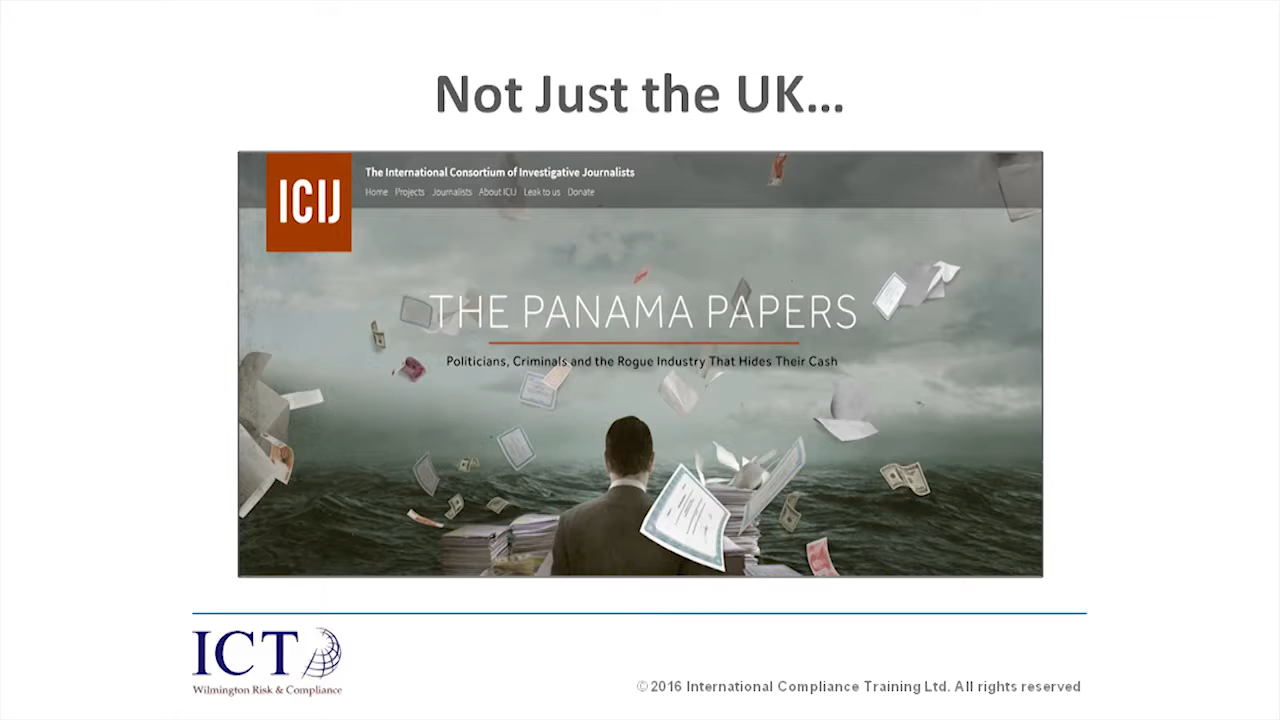 Not Just the UK...
ICIJ
The International Consortium of Investigative Journalists
Home Projects Journalists About ICIJ Leak to us Donate
THE PANAMA PAPERS
Politicians, Criminals and the Rogue Industry That Hides Their Cash
ICT
Wilmington Risk & Compliance
©2016 International Compliance Training Ltd. All rights reserved